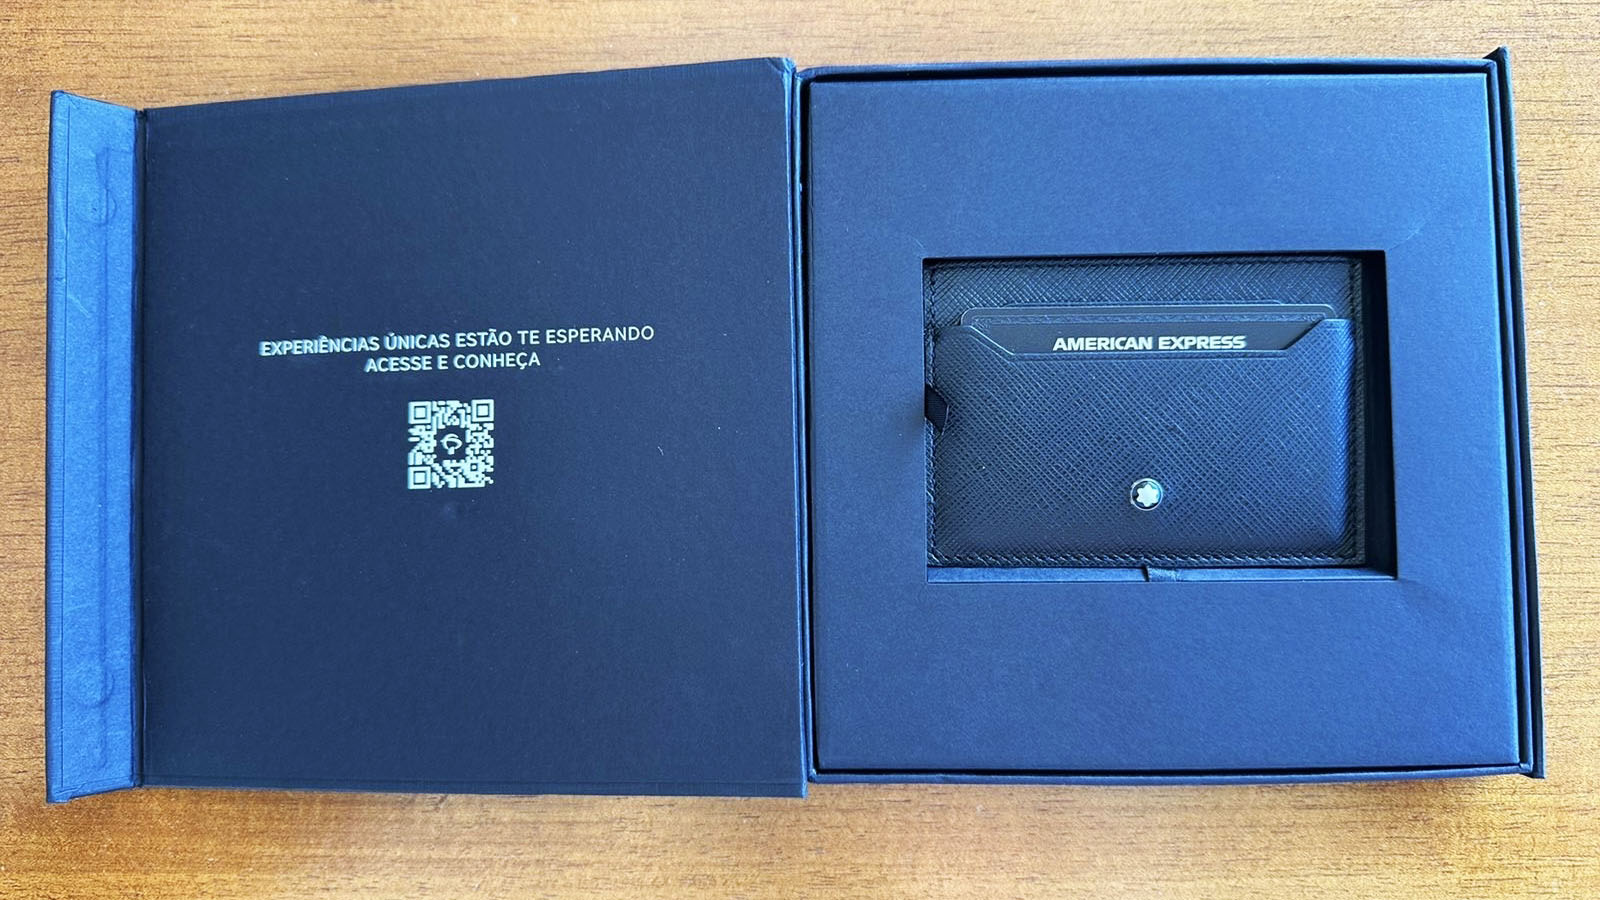 EXPERIÊNCIAS ÚNICAS ESTÃO TE ESPERANDO
ACESSE E CONHEÇA
AMERICAN EXPRESS